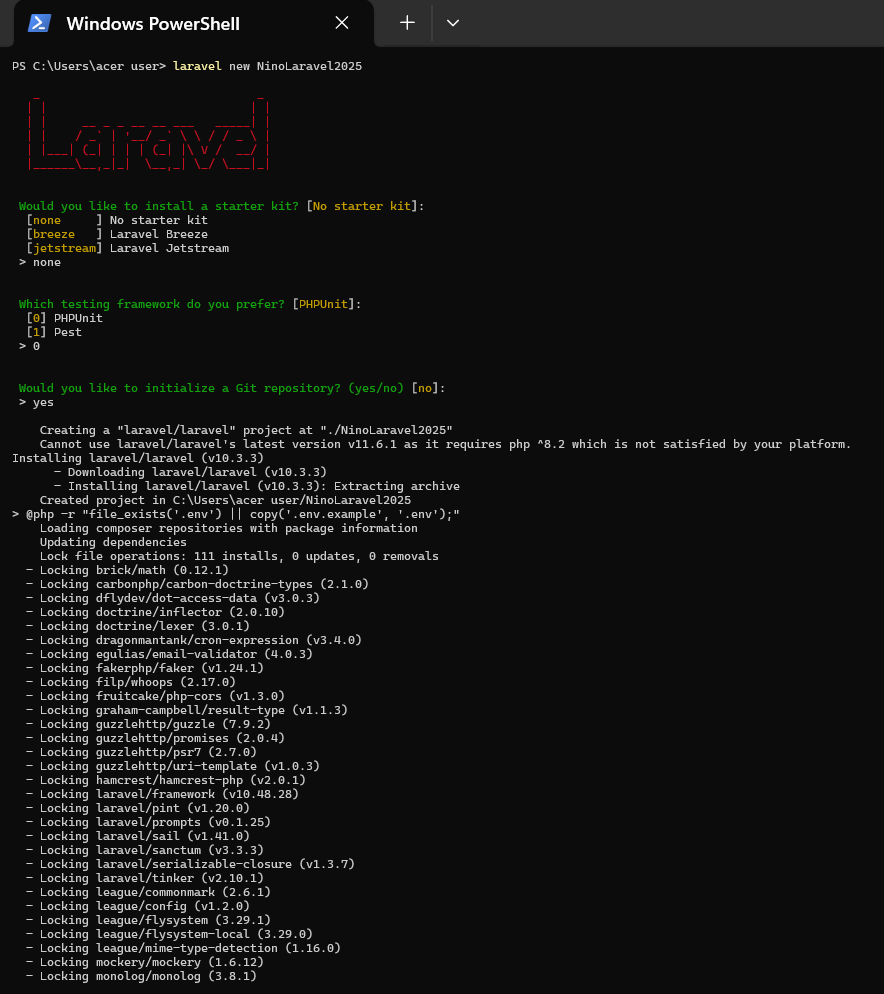 Windows PowerShell
PS C:\Users\acer user> laravel new NinoLaravel2025
Laravel
Would you like to install a starter kit? [No starter kit]:
[none     ] No starter kit
[breeze   ] Laravel Breeze
[jetstream] Laravel Jetstream
> none
Which testing framework do you prefer? [PHPUnit]:
[0] PHPUnit
[1] Pest
> 0
Would you like to initialize a Git repository? (yes/no) [no]:
> yes
Creating a "laravel/laravel" project at "./NinoLaravel2025"
Cannot use laravel/laravel's latest version v11.6.1 as it requires php ^8.2 which is not satisfied by your platform.
Installing laravel/laravel (v10.3.3)
- Downloading laravel/laravel (v10.3.3)
- Installing laravel/laravel (v10.3.3): Extracting archive
Created project in C:\Users\acer user/NinoLaravel2025
> @php -r "file_exists('.env') || copy('.env.example', '.env');"
Loading composer repositories with package information
Updating dependencies
Lock file operations: 111 installs, 0 updates, 0 removals
- Locking brick/math (0.12.1)
- Locking carbonphp/carbon-doctrine-types (2.1.0)
- Locking dflydev/dot-access-data (v3.0.3)
- Locking doctrine/inflector (2.0.10)
- Locking doctrine/lexer (3.0.1)
- Locking dragonmantank/cron-expression (v3.4.0)
- Locking egulias/email-validator (4.0.3)
- Locking fakerphp/faker (v1.24.1)
- Locking filp/whoops (2.17.0)
- Locking fruitcake/php-cors (v1.3.0)
- Locking graham-campbell/result-type (v1.1.3)
- Locking guzzlehttp/guzzle (7.9.2)
- Locking guzzlehttp/promises (2.0.4)
- Locking guzzlehttp/psr7 (2.7.0)
- Locking guzzlehttp/uri-template (v1.0.3)
- Locking hamcrest/hamcrest-php (v2.0.1)
- Locking laravel/framework (v10.48.28)
- Locking laravel/pint (v1.20.0)
- Locking laravel/prompts (v0.1.25)
- Locking laravel/sail (v1.41.0)
- Locking laravel/sanctum (v3.3.3)
- Locking laravel/serializable-closure (v1.3.7)
- Locking laravel/tinker (v2.10.1)
- Locking league/commonmark (2.6.1)
- Locking league/config (v1.2.0)
- Locking league/flysystem (3.29.1)
- Locking league/flysystem-local (3.29.0)
- Locking league/mime-type-detection (1.16.0)
- Locking mockery/mockery (1.6.12)
- Locking monolog/monolog (3.8.1)